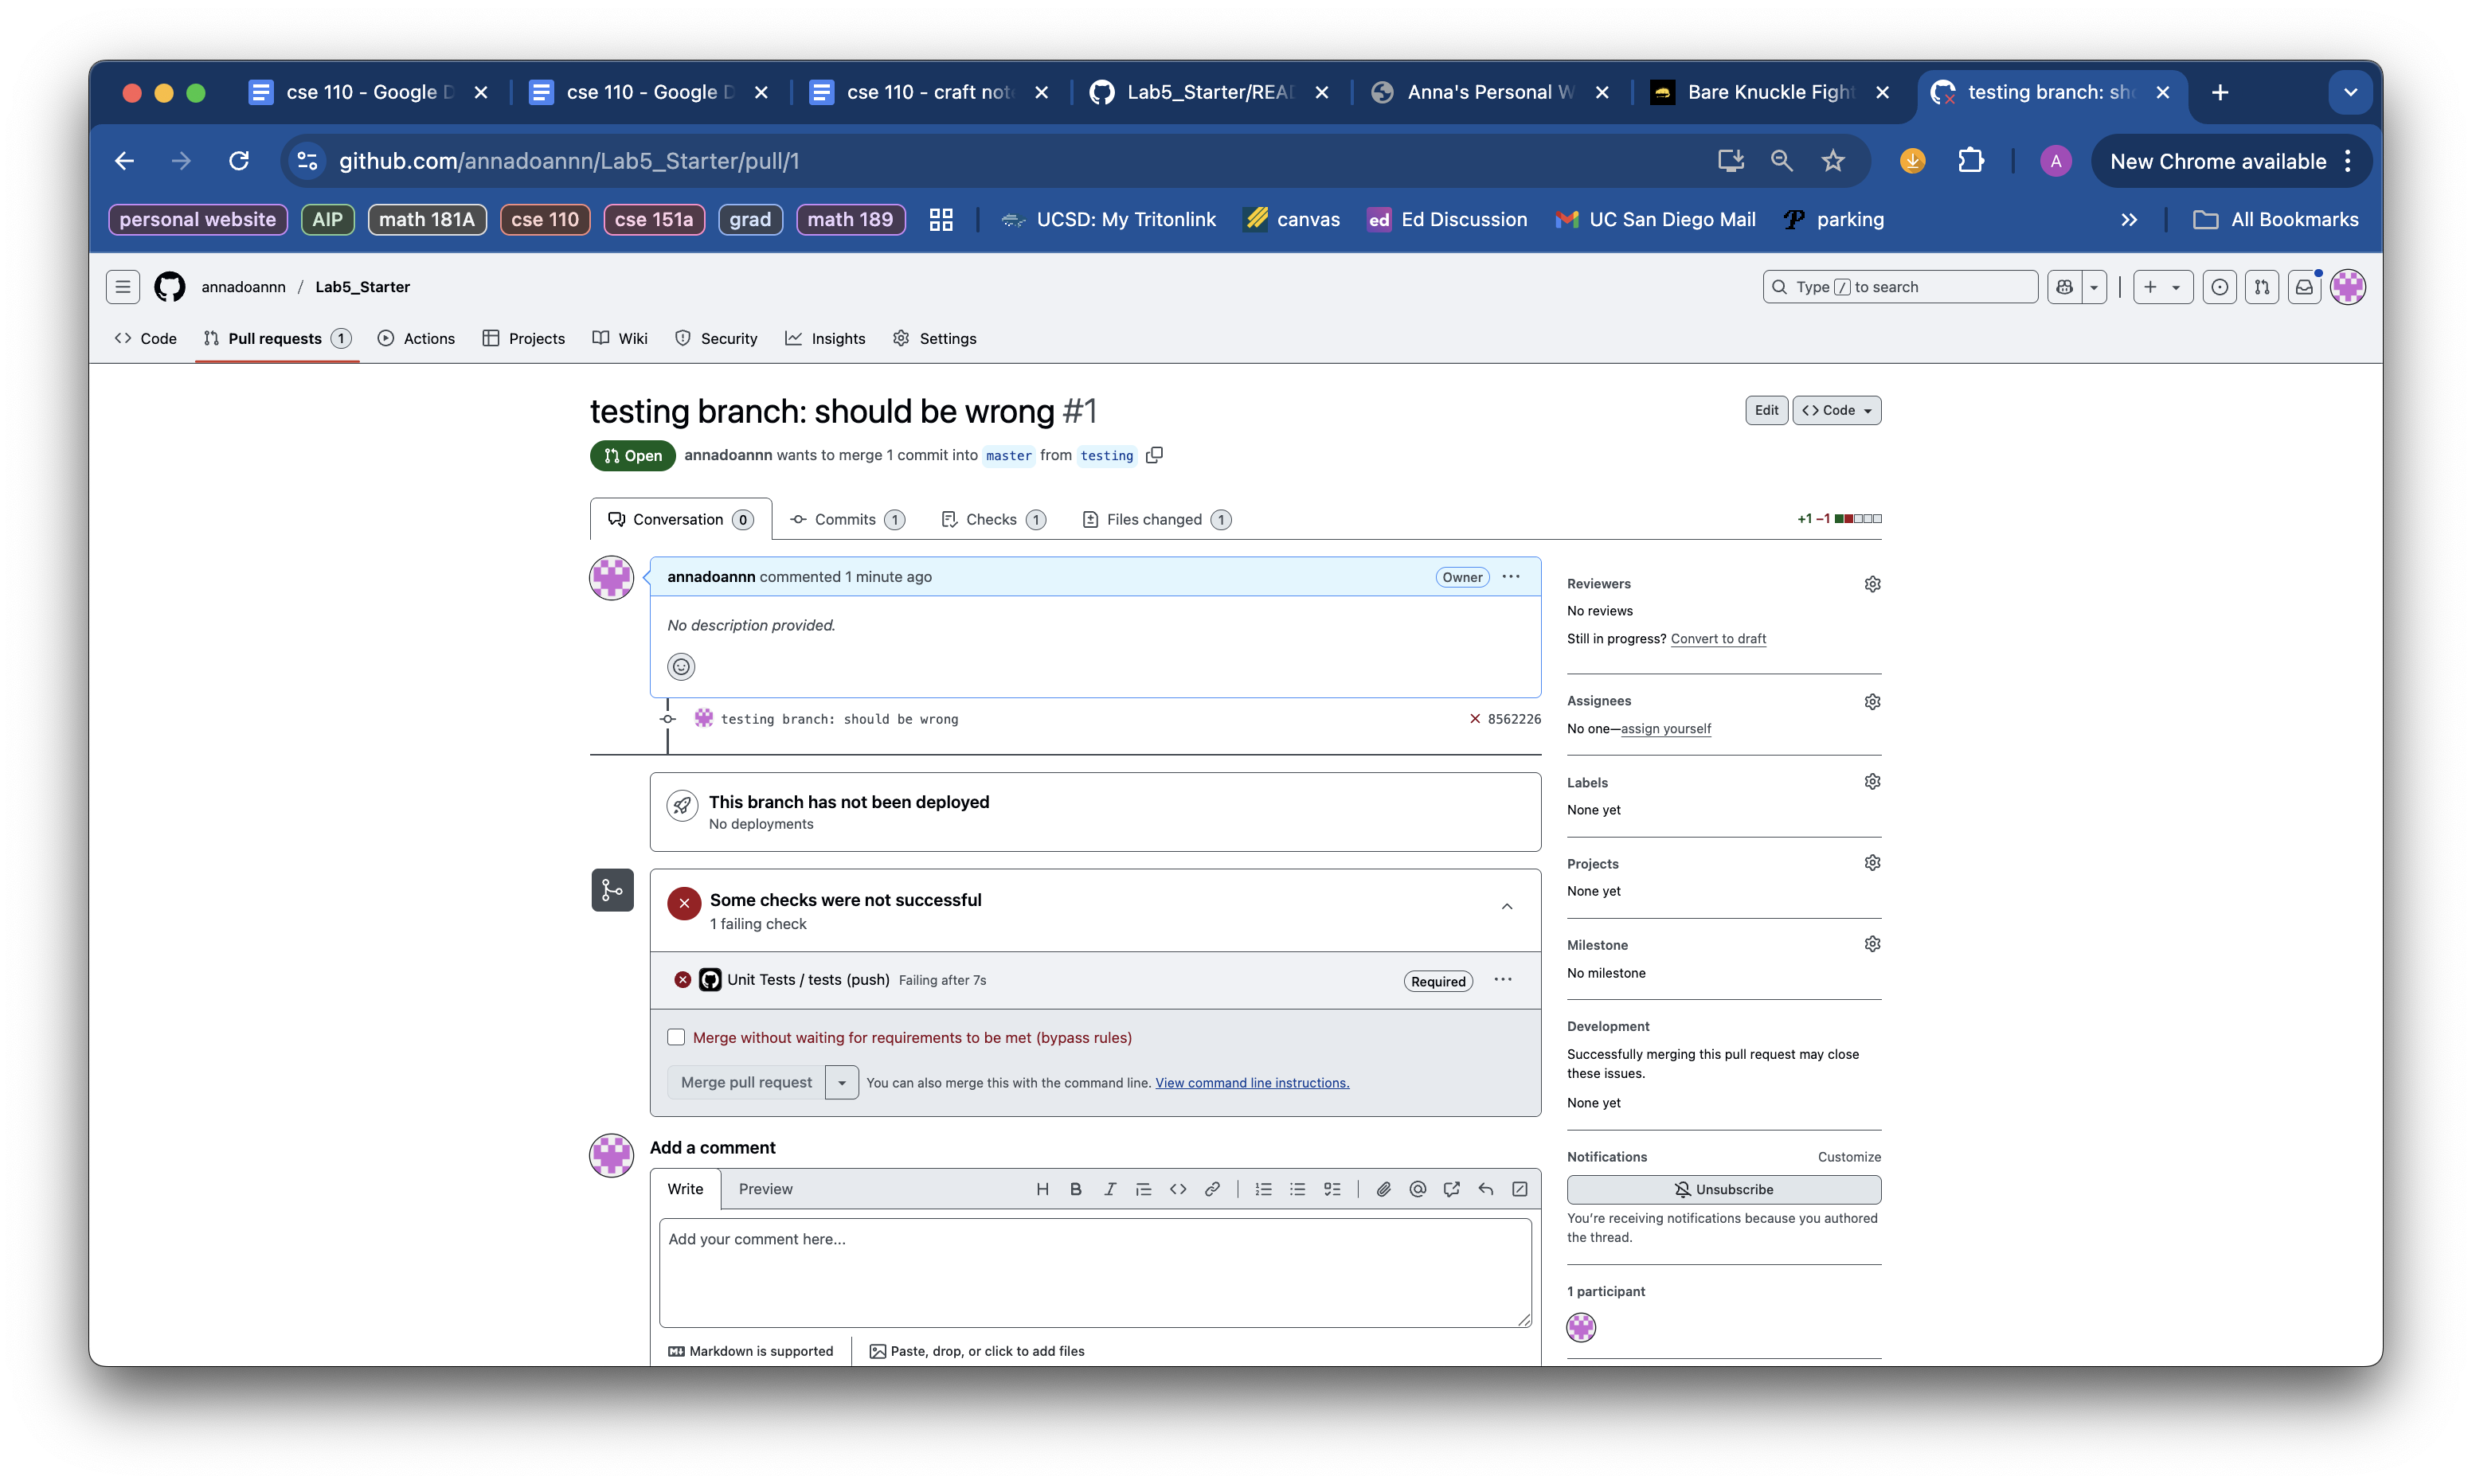 cse 110 - Google D
cse 110 - Google D
cse 110 - craft note
Lab5_Starter/READ
Anna's Personal W
Bare Knuckle Fight
testing branch: sho
github.com/annadoannn/Lab5_Starter/pull/1
A
New Chrome available
personal website
AIP
math 181A
cse 110
cse 151a
grad
math 189
UCSD: My Tritonlink
canvas
ed Ed Discussion
UC San Diego Mail
parking
All Bookmarks
annadoannn / Lab5_Starter
Type / to search
Code
Pull requests 1
Actions
Projects
Wiki
Security
Insights
Settings
testing branch: should be wrong #1
Edit
Code
Open
annadoannn wants to merge 1 commit into master from testing
Conversation 0
Commits 1
Checks 1
Files changed 1
+1 −1
annadoannn commented 1 minute ago
Owner
No description provided.
testing branch: should be wrong
8562226
This branch has not been deployed
No deployments
Some checks were not successful
1 failing check
Unit Tests / tests (push) Failing after 7s
Required
Merge without waiting for requirements to be met (bypass rules)
Merge pull request
You can also merge this with the command line. View command line instructions.
Add a comment
Write
Preview
Add your comment here...
Markdown is supported
Paste, drop, or click to add files
Reviewers
No reviews
Still in progress? Convert to draft
Assignees
No one—assign yourself
Labels
None yet
Projects
None yet
Milestone
No milestone
Development
Successfully merging this pull request may close
these issues.
None yet
Notifications
Customize
Unsubscribe
You're receiving notifications because you authored
the thread.
1 participant